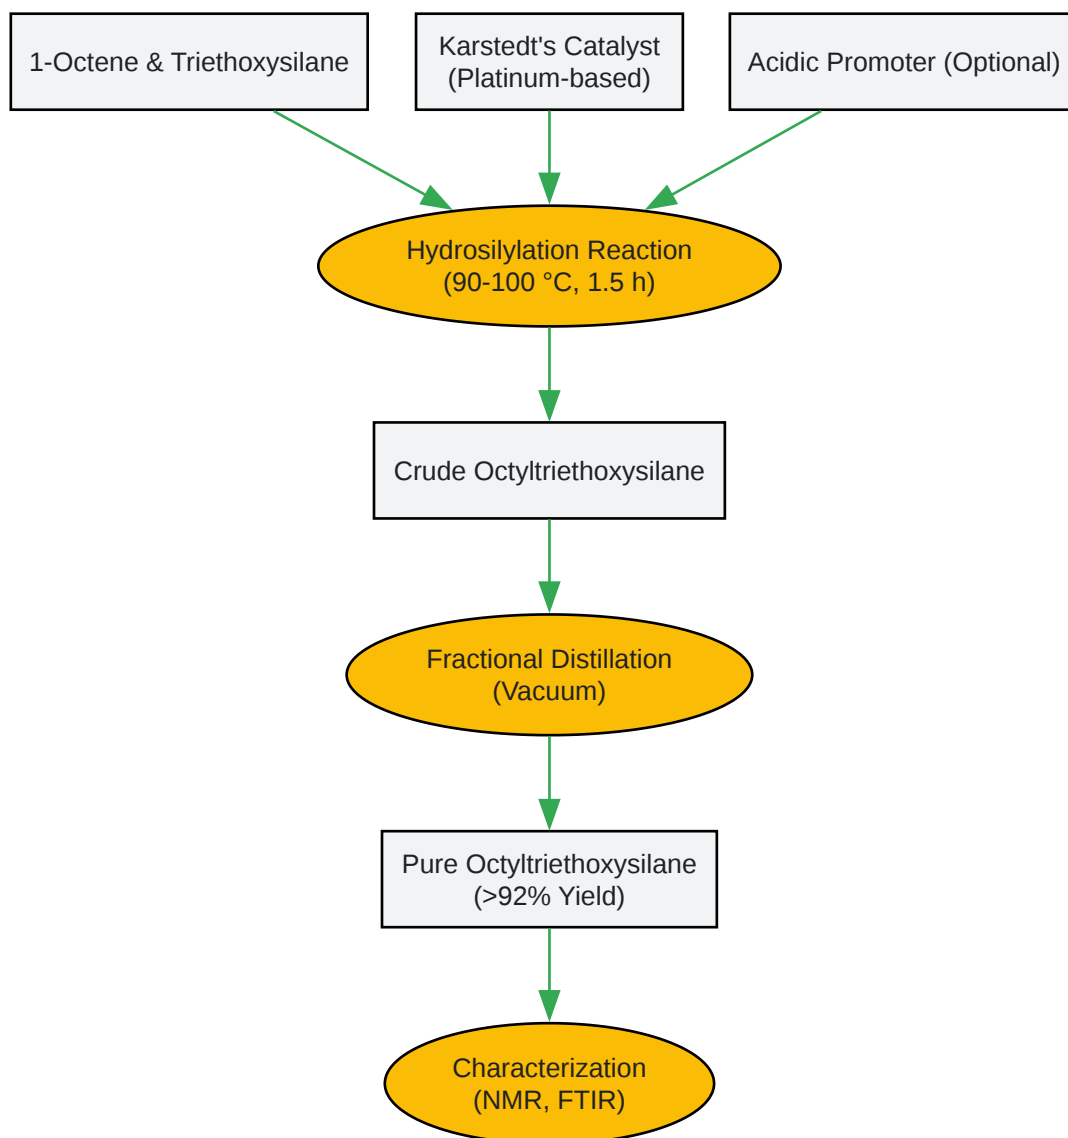 1-Octene & Triethoxysilane
Karstedt's Catalyst
(Platinum-based)
Acidic Promoter (Optional)
Hydrosilylation Reaction
(90-100 °C, 1.5 h)
Crude Octyltriethoxysilane
Fractional Distillation
(Vacuum)
Pure Octyltriethoxysilane
(>92% Yield)
Characterization
(NMR, FTIR)